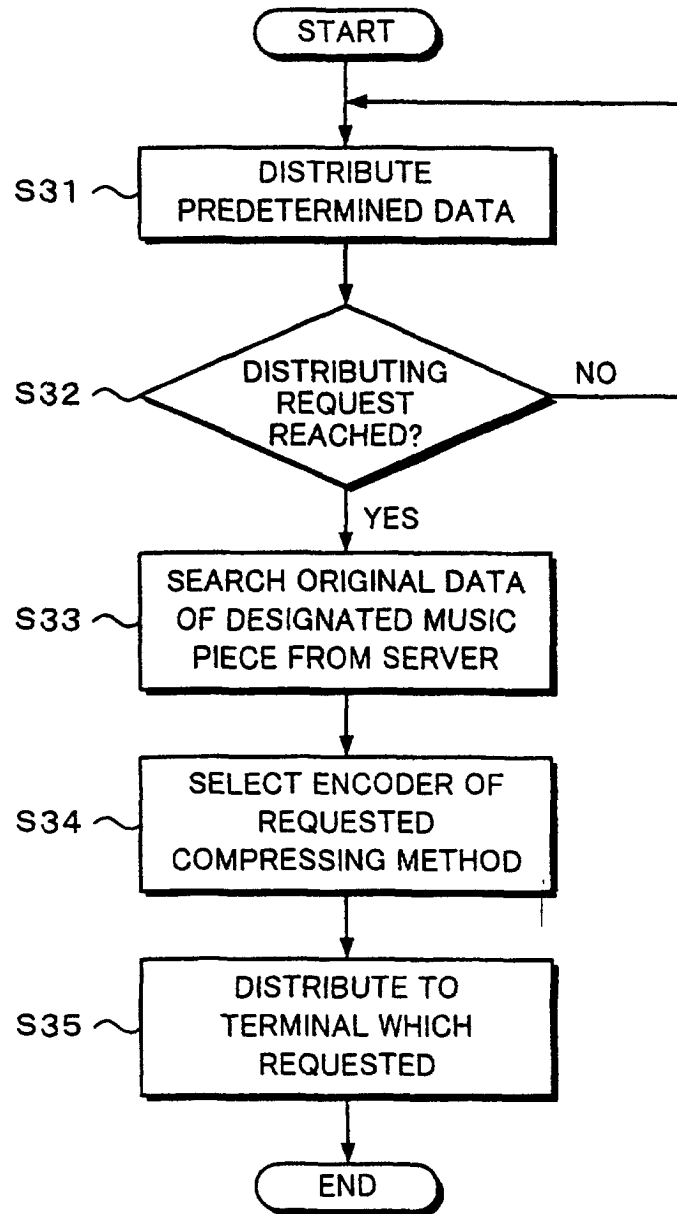 START
S31
DISTRIBUTE
PREDETERMINED DATA
S32
DISTRIBUTING
REQUEST
REACHED?
NO
YES
S33
SEARCH ORIGINAL DATA
OF DESIGNATED MUSIC
PIECE FROM SERVER
S34
SELECT ENCODER OF
REQUESTED
COMPRESSING METHOD
S35
DISTRIBUTE TO
TERMINAL WHICH
REQUESTED
END